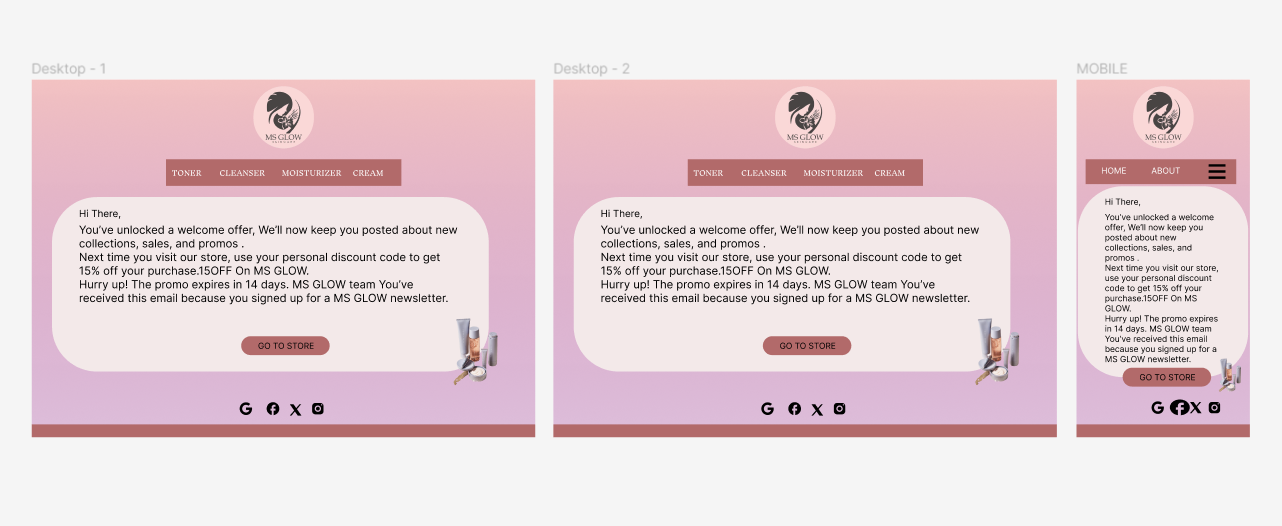 Desktop - 1
MS GLOW
SKINCARE
TONER CLEANSER MOISTURIZER CREAM
Hi There,
You've unlocked a welcome offer, We'll now keep you posted about new
collections, sales, and promos .
Next time you visit our store, use your personal discount code to get
15% off your purchase.15OFF On MS GLOW.
Hurry up! The promo expires in 14 days. MS GLOW team You've
received this email because you signed up for a MS GLOW newsletter.
GO TO STORE
Desktop - 2
MS GLOW
SKINCARE
TONER CLEANSER MOISTURIZER CREAM
Hi There,
You've unlocked a welcome offer, We'll now keep you posted about new
collections, sales, and promos .
Next time you visit our store, use your personal discount code to get
15% off your purchase.15OFF On MS GLOW.
Hurry up! The promo expires in 14 days. MS GLOW team You've
received this email because you signed up for a MS GLOW newsletter.
GO TO STORE
MOBILE
MS GLOW
SKINCARE
HOME ABOUT
Hi There,
You've unlocked a welcome
offer, We'll now keep you
posted about new
collections, sales, and
promos .
Next time you visit our store,
use your personal discount
code to get 15% off your
purchase.15OFF On MS
GLOW.
Hurry up! The promo expires
in 14 days. MS GLOW team
You've received this email
because you signed up for a
MS GLOW newsletter.
GO TO STORE